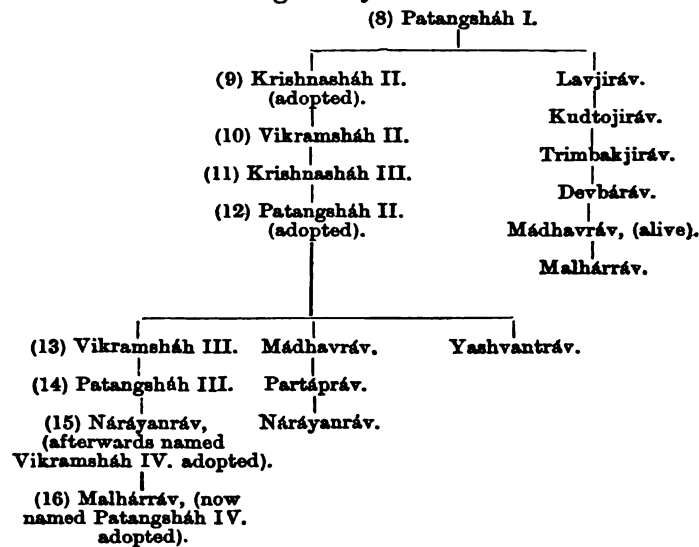 (8) Patangsháh I.
(9) Krishnasháh II.
(adopted).
Lavjiráv.
Kudtojiráv.
(10) Vikramsháh II.
Trimbakjiráv.
(11) Krishnasháh III.
Devbáráv.
(12) Patangsháh II.
(adopted).
Mádhavráv, (alive).
Malhárráv.
(13) Vikramsháh III.
Mádhavráv.
Yashvantráv.
(14) Patangsháh III.
Partápráv.
(15) Náráyanráv,
(afterwards named
Vikramsháh IV. adopted).
Náráyanráv.
(16) Malhárráv, (now
named Patangsháh IV.
adopted).